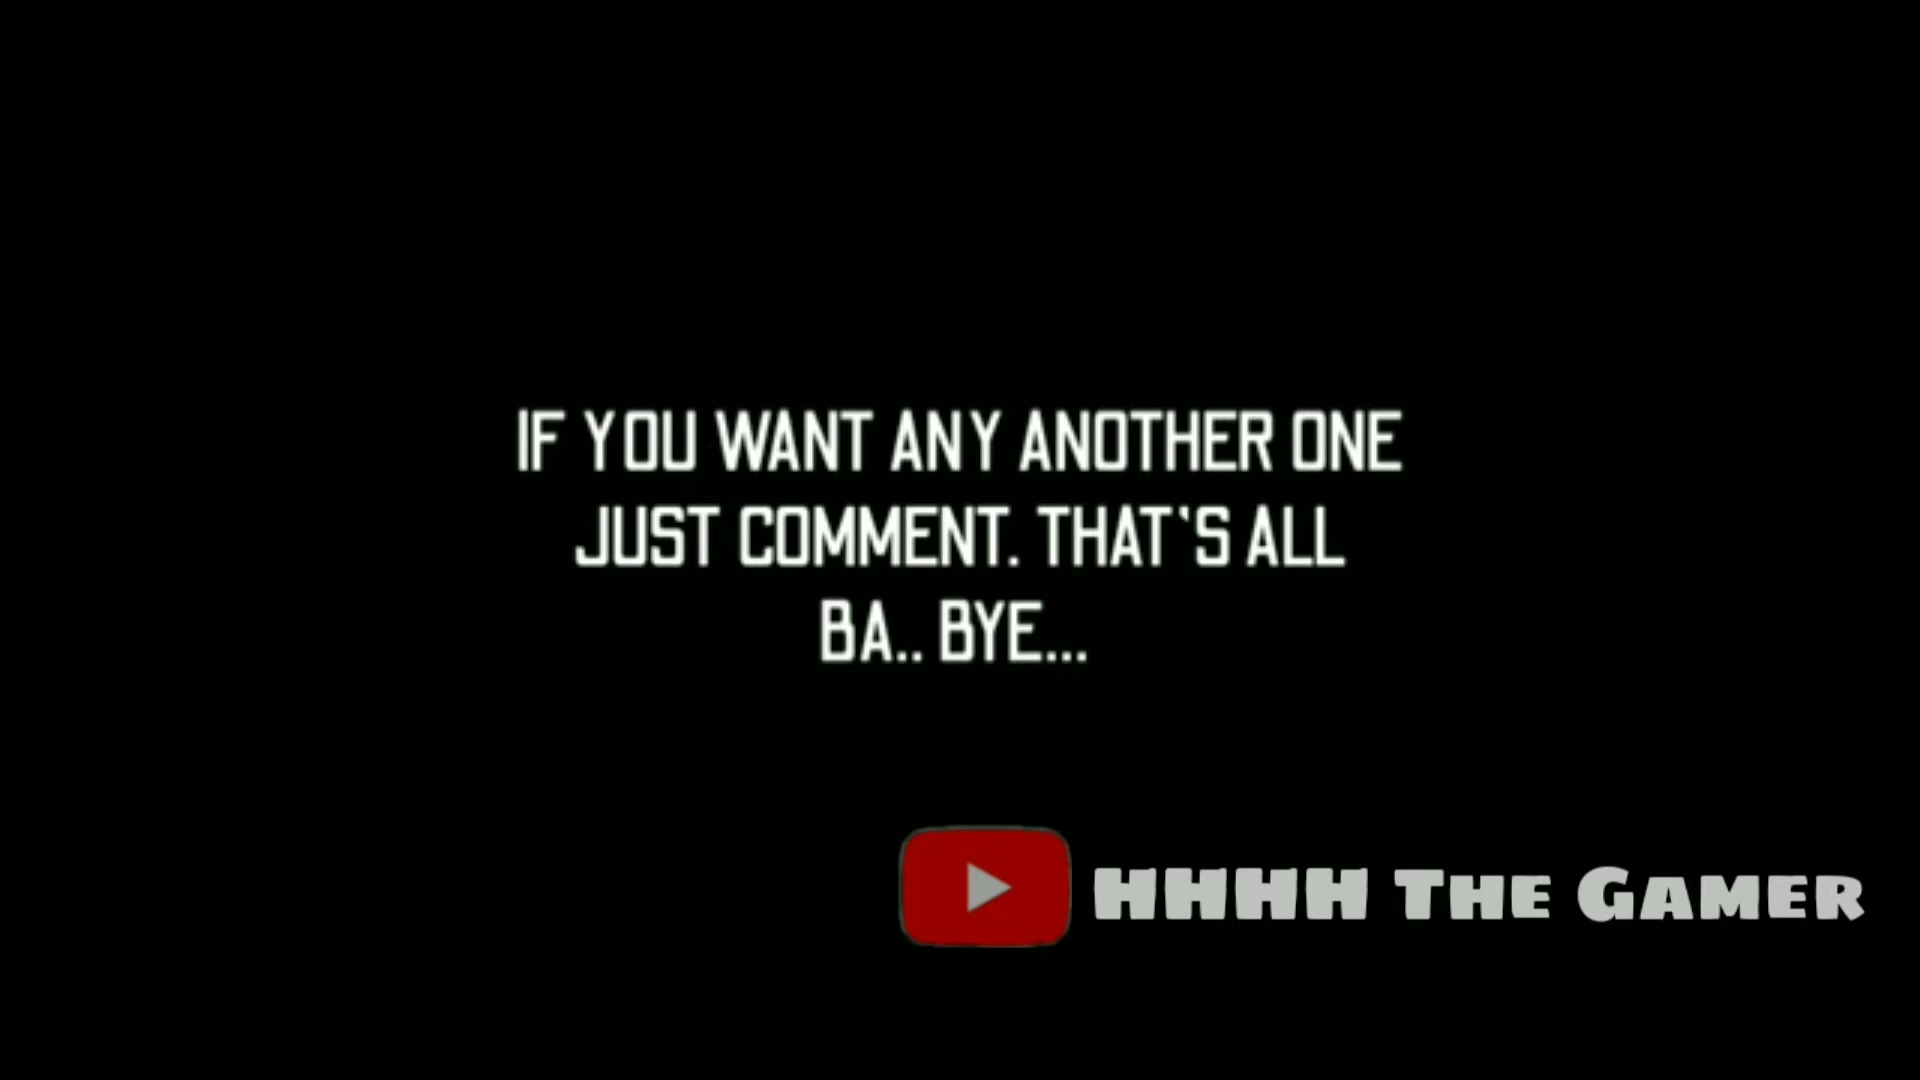 IF YOU WANT ANY ANOTHER ONE
JUST COMMENT. THAT'S ALL
BA.. BYE...
HHHH THE GAMER